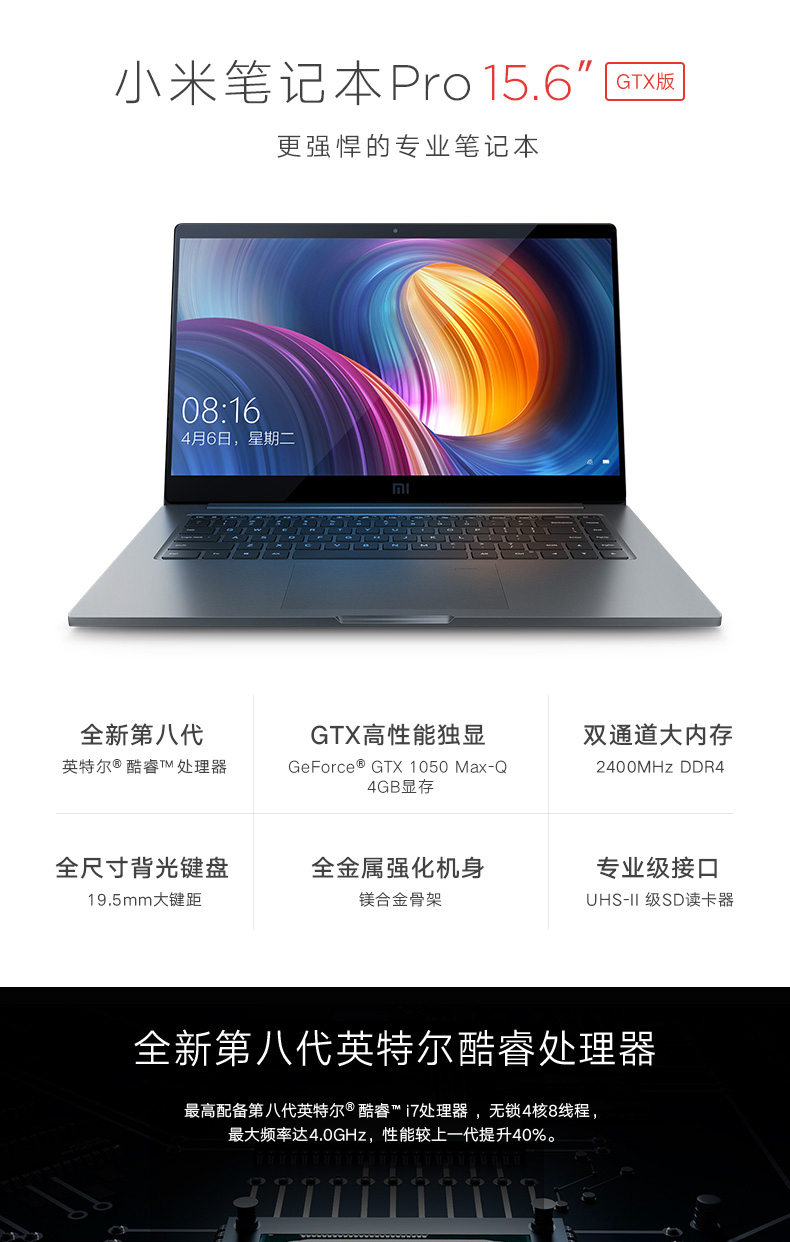 小米笔记本Pro 15.6" GTX版
更强悍的专业笔记本
08:16
4月6日，星期二
mi
全新第八代
英特尔® 酷睿™ 处理器
GTX高性能独显
GeForce® GTX 1050 Max-Q
4GB显存
双通道大内存
2400MHz DDR4
全尺寸背光键盘
19.5mm大键距
全金属强化机身
镁合金骨架
专业级接口
UHS-II 级SD读卡器
全新第八代英特尔酷睿处理器
最高配备第八代英特尔® 酷睿™ i7处理器 ，无锁4核8线程，
最大频率达4.0GHz，性能较上一代提升40%。